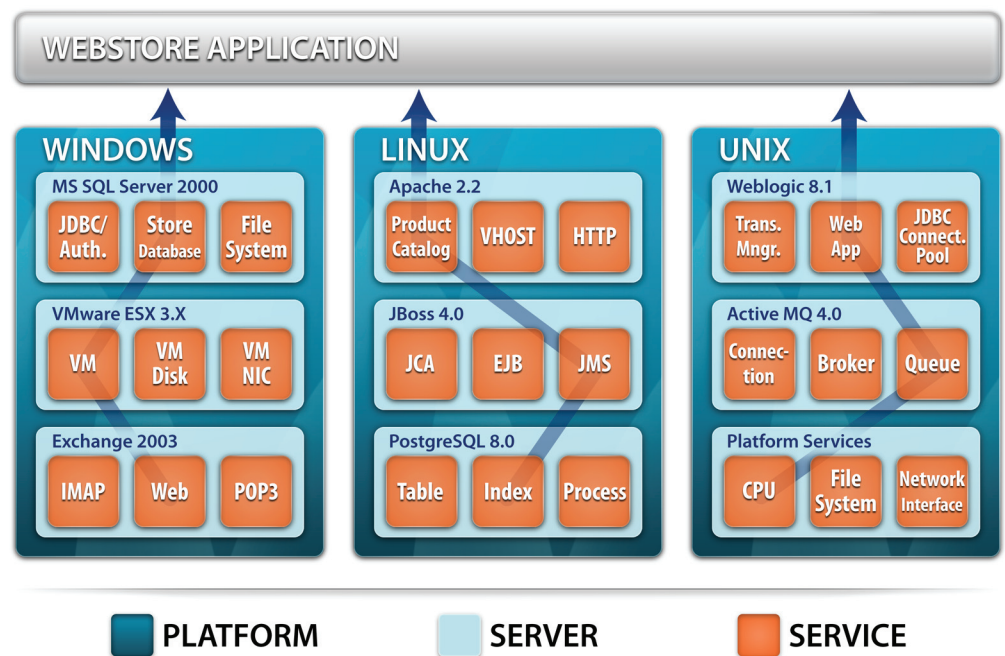 WEBSTORE APPLICATION
WINDOWS
MS SQL Server 2000
JDBC/
Auth.
Store
Database
File
System
VMware ESX 3.X
VM
VM
Disk
VM
NIC
Exchange 2003
IMAP
Web
POP3
LINUX
Apache 2.2
Product
Catalog
VHOST
HTTP
JBoss 4.0
JCA
EJB
JMS
PostgreSQL 8.0
Table
Index
Process
UNIX
Weblogic 8.1
Trans.
Mngr.
Web
App
JDBC
Connect.
Pool
Active MQ 4.0
Connec-
tion
Broker
Queue
Platform Services
CPU
File
System
Network
Interface
PLATFORM
SERVER
SERVICE